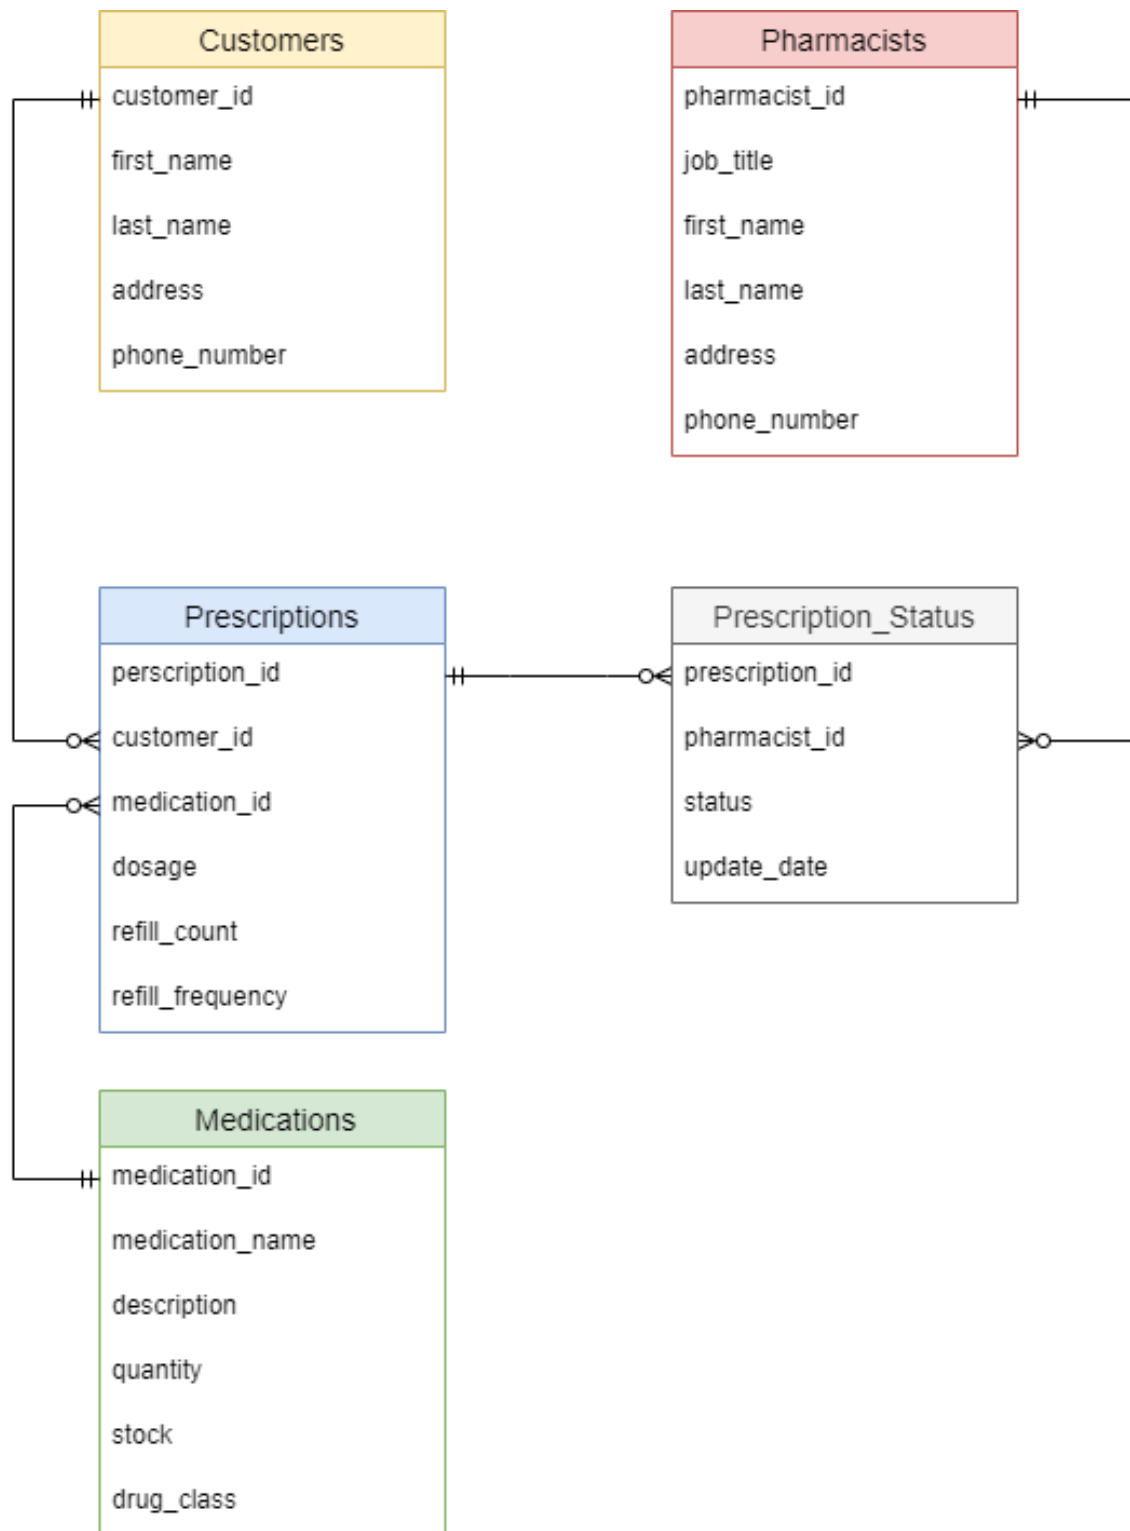 Customers
customer_id
first_name
last_name
address
phone_number
Pharmacists
pharmacist_id
job_title
first_name
last_name
address
phone_number
Prescriptions
perscription_id
customer_id
medication_id
dosage
refill_count
refill_frequency
Prescription_Status
prescription_id
pharmacist_id
status
update_date
Medications
medication_id
medication_name
description
quantity
stock
drug_class